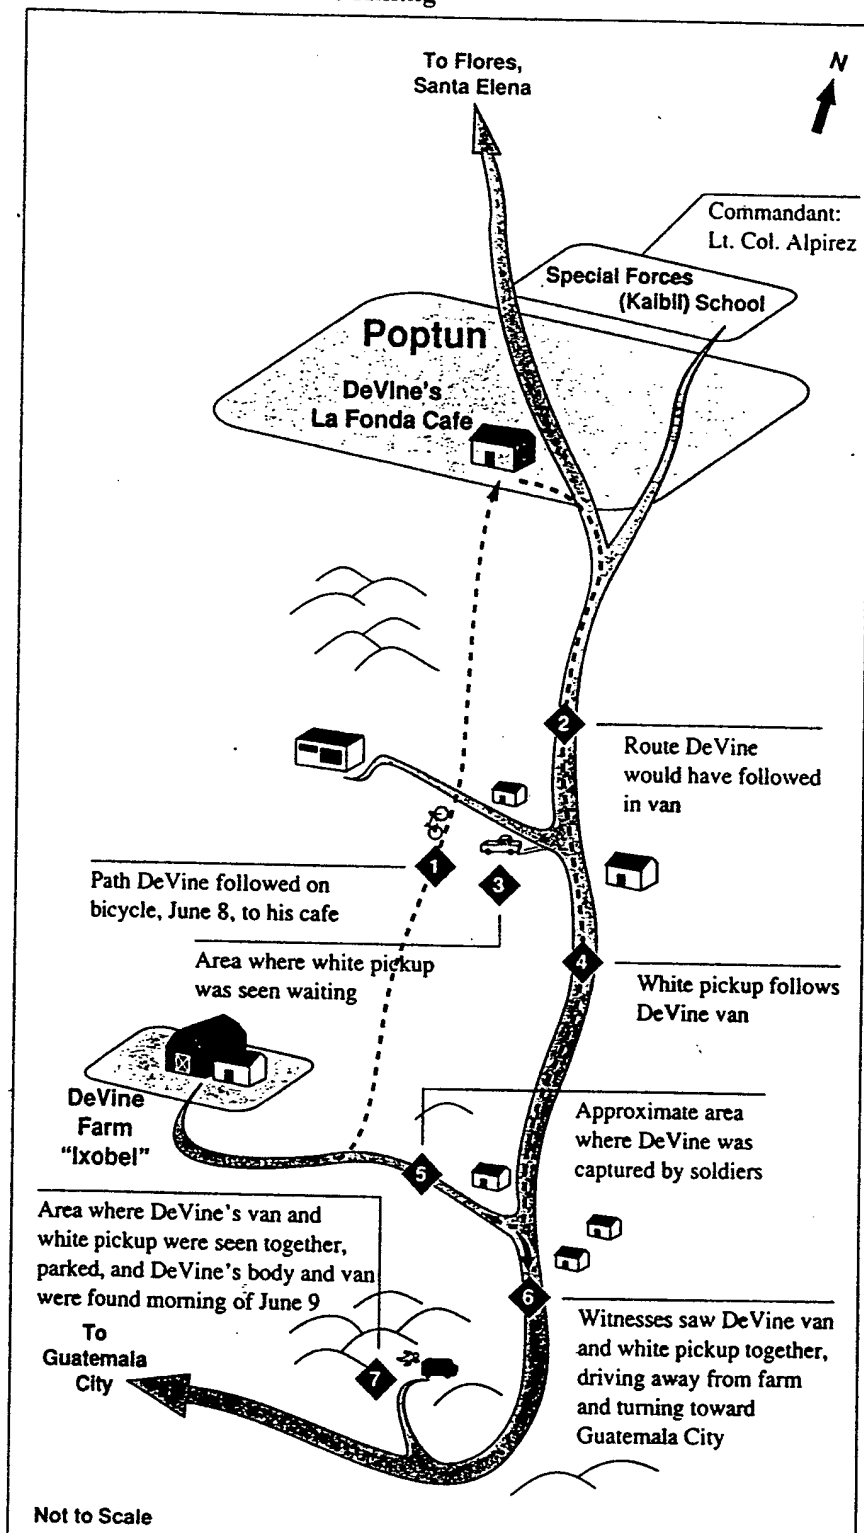 To Flores,
Santa Elena
N
Commandant:
Lt. Col. Alpirez
Special Forces
(Kaibil) School
Poptun
DeVine's
La Fonda Cafe
2
Route DeVine
would have followed
in van
1
Path DeVine followed on
bicycle, June 8, to his cafe
3
Area where white pickup
was seen waiting
4
White pickup follows
DeVine van
DeVine
Farm
"Ixobel"
5
Approximate area
where DeVine was
captured by soldiers
Area where DeVine's van and
white pickup were seen together,
parked, and DeVine's body and van
were found morning of June 9
6
Witnesses saw DeVine van
and white pickup together,
driving away from farm
and turning toward
Guatemala City
To
Guatemala
City
7
Not to Scale